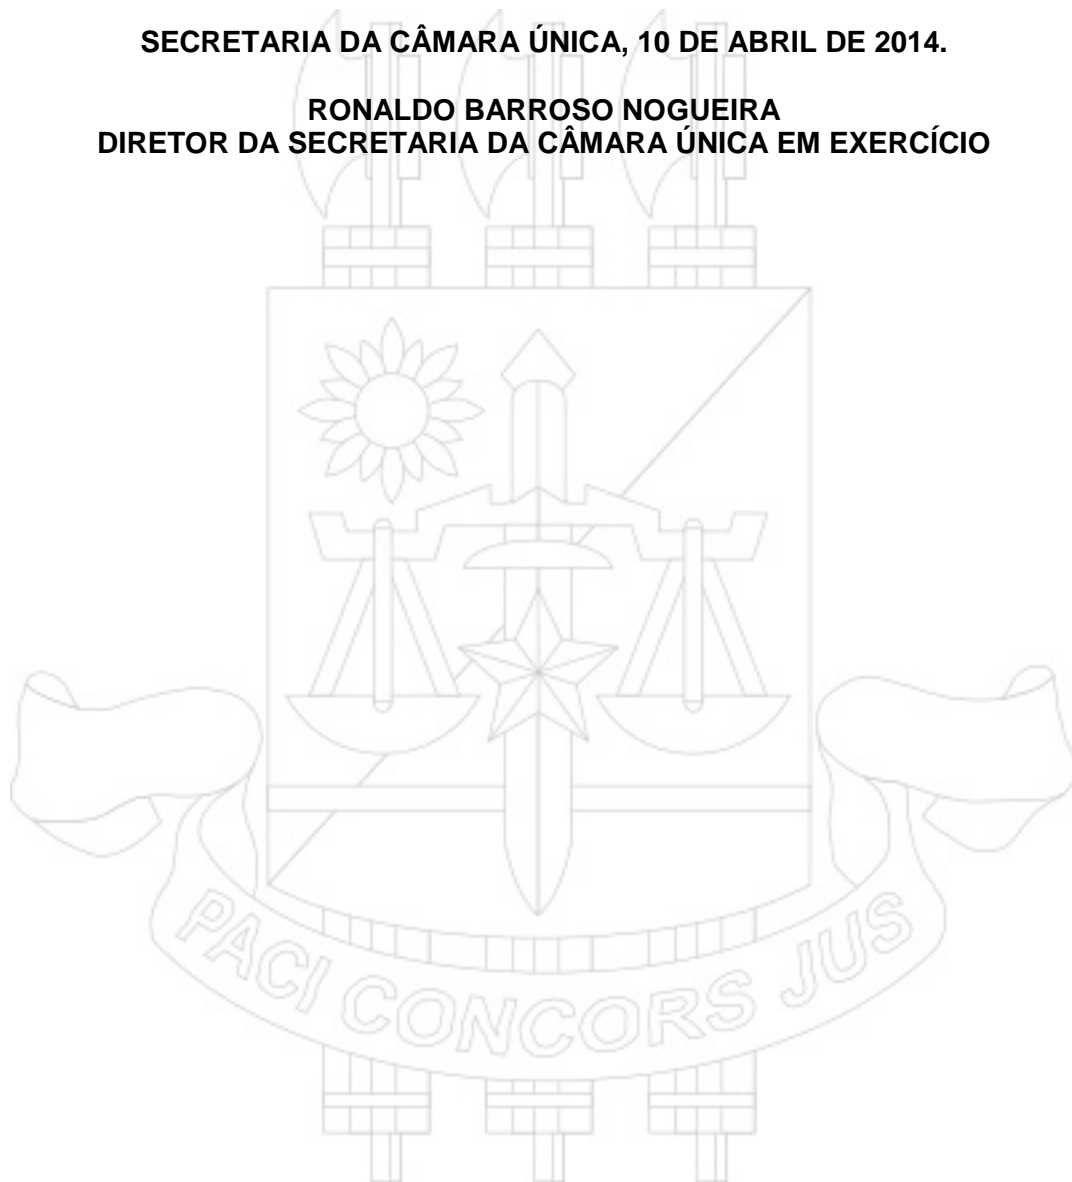 SECRETARIA DA CÂMARA ÚNICA, 10 DE ABRIL DE 2014.
RONALDO BARROSO NOGUEIRA
DIRETOR DA SECRETARIA DA CÂMARA ÚNICA EM EXERCÍCIO
PACI CONCORS JUS